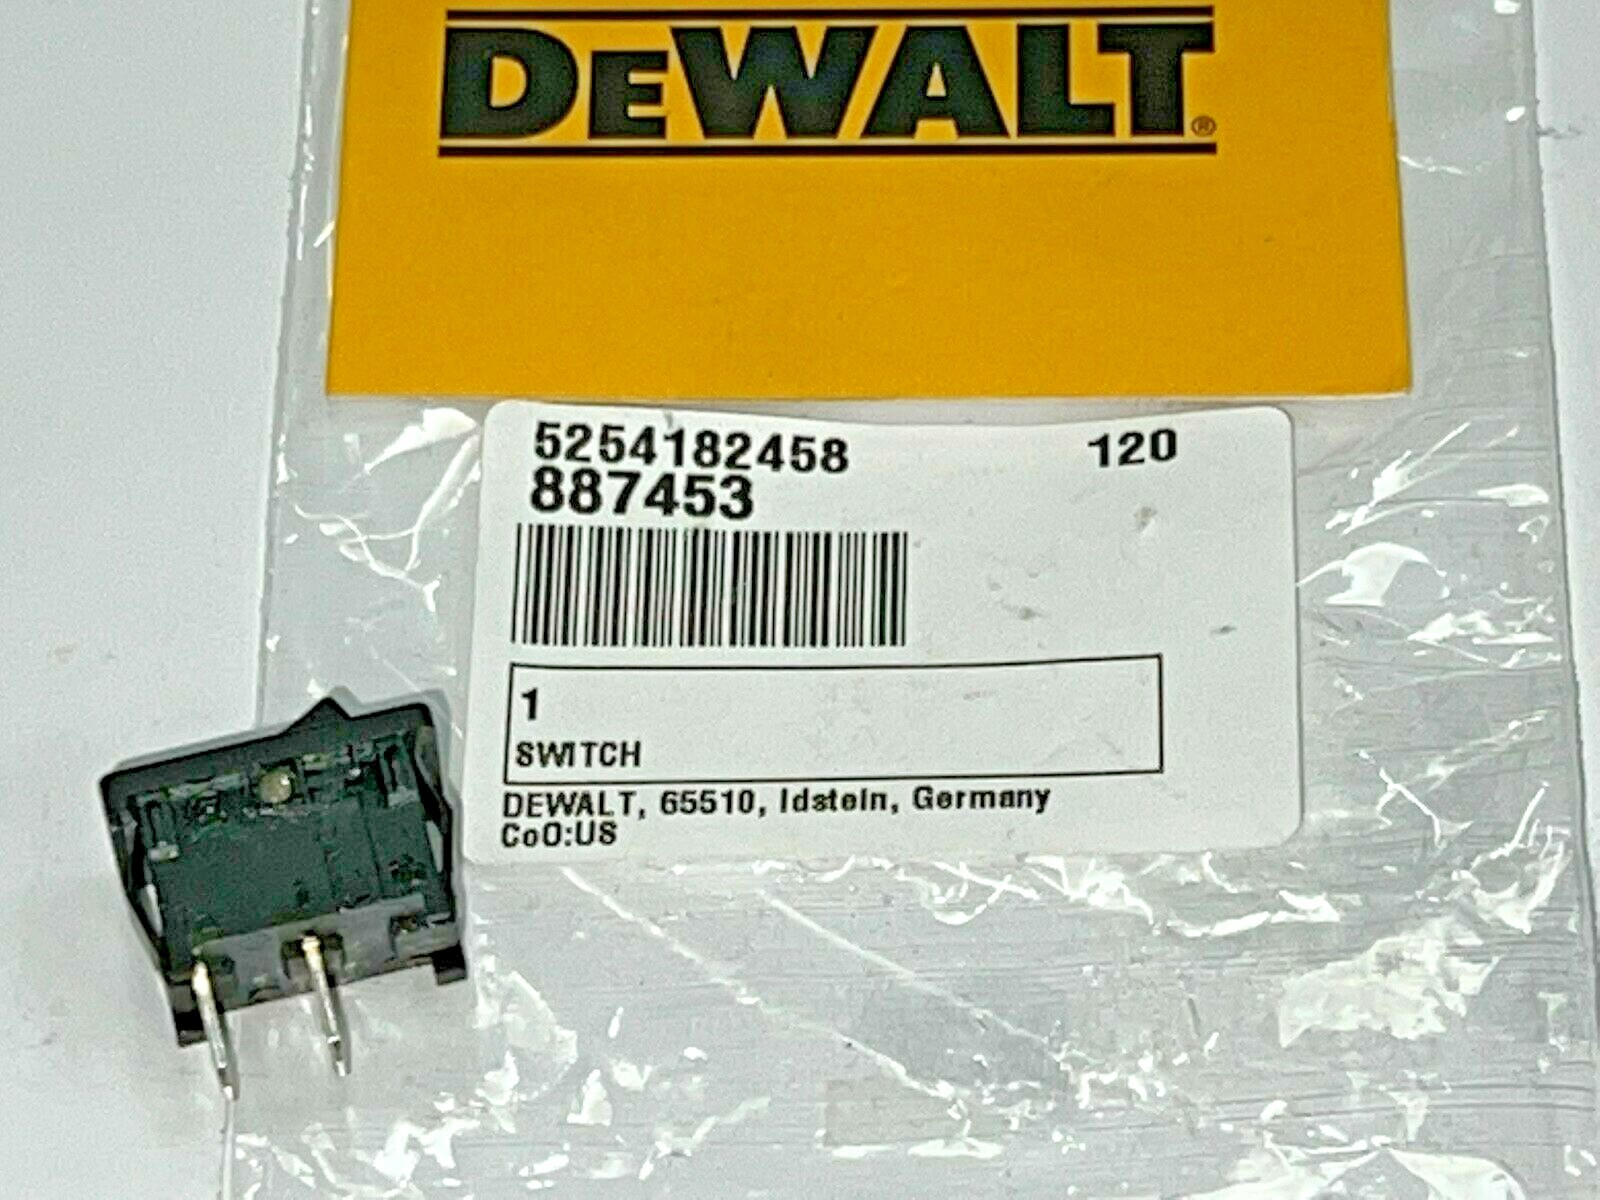 DEWALT®
5254182458 120
887453
1
SWITCH
DEWALT, 65510, Idstein, Germany
CoO:US